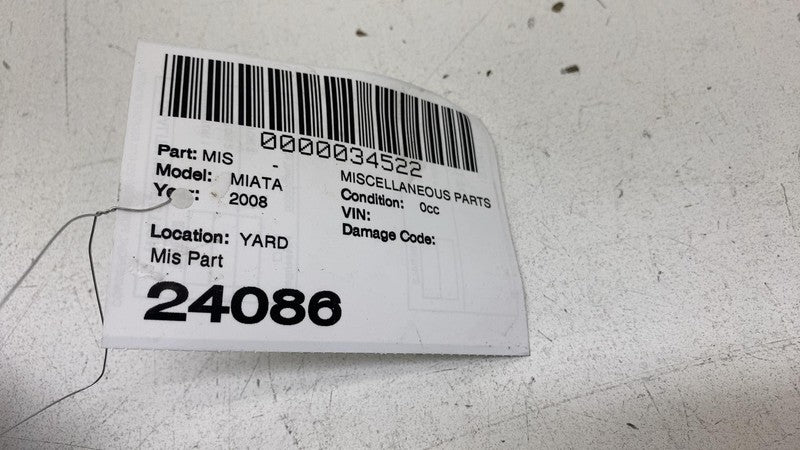 0000034522
Part: MIS - MISCELLANEOUS PARTS
Model: MIATA Condition: 0cc
Year: 2008 VIN:
Damage Code:
Location: YARD
Mis Part
24086